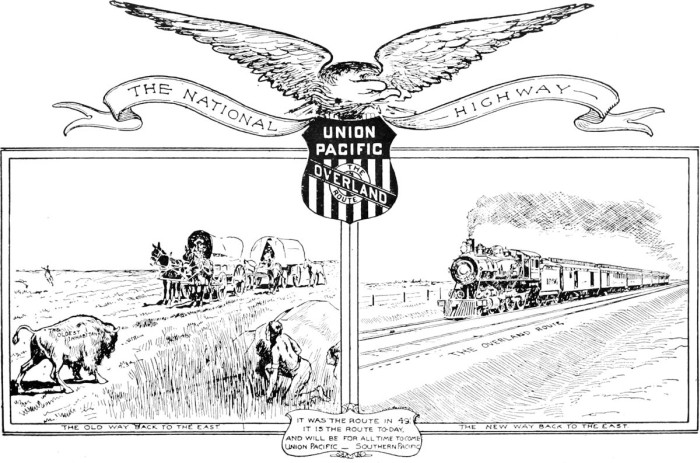 THE NATIONAL HIGHWAY
UNION
PACIFIC
THE
OVERLAND
ROUTE
THE
OLDEST
INHABITANT
THE OVERLAND ROUTE
THE OLD WAY BACK TO THE EAST
IT WAS THE ROUTE IN 49
IT IS THE ROUTE TO-DAY,
AND WILL BE FOR ALL TIME TO COME
UNION PACIFIC — SOUTHERN PACIFIC
THE NEW WAY BACK TO THE EAST